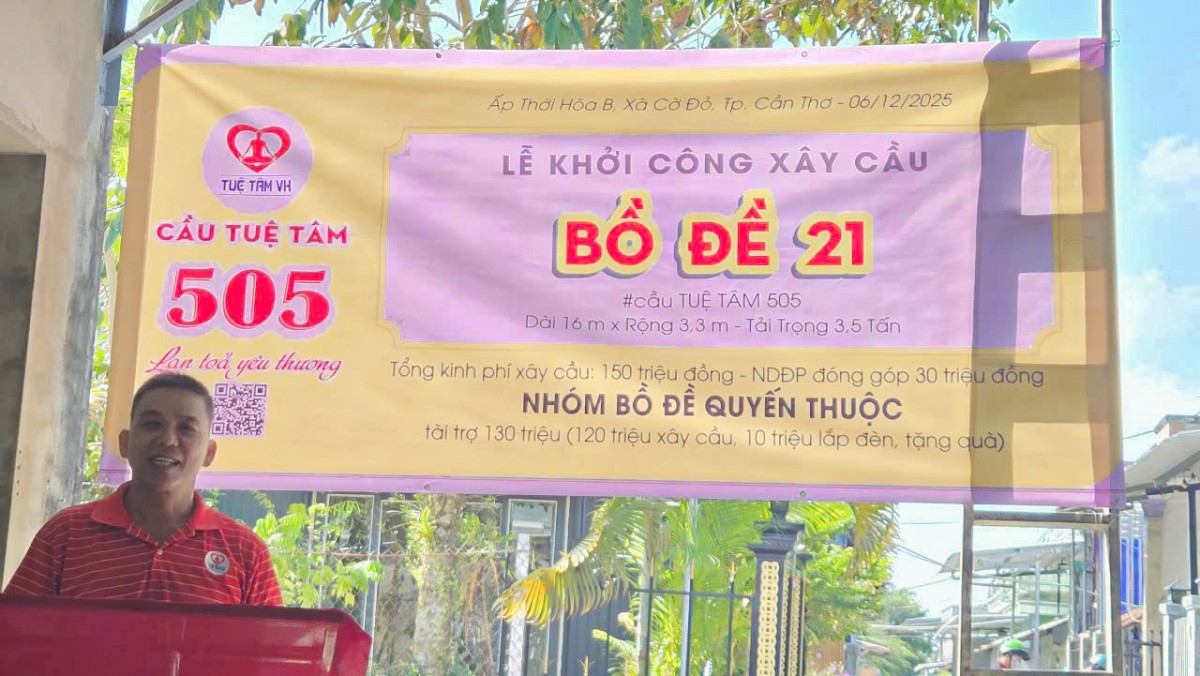 Ấp Thới Hòa B, Xã Cờ Đỏ, Tp. Cần Thơ - 06/12/2025
TUỆ TÂM VH
CẦU TUỆ TÂM
505
Lan toả yêu thương
LỄ KHỞI CÔNG XÂY CẦU
BỒ ĐỀ 21
#cầu TUỆ TÂM 505
Dài 16 m x Rộng 3,3 m - Tải Trọng 3,5 Tấn
Tổng kinh phí xây cầu: 150 triệu đồng - NDĐP đóng góp 30 triệu đồng
NHÓM BỒ ĐỀ QUYẾN THUỘC
tài trợ 130 triệu (120 triệu xây cầu, 10 triệu lắp đèn, tặng quà)